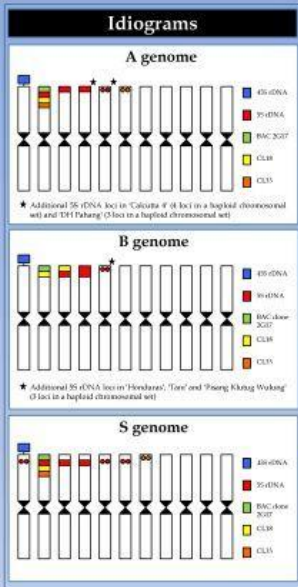 Idiograms
A genome
45S rDNA
5S rDNA
BAC 2G17
CL18
CL33
★ Additional 5S rDNA loci in 'Calcutta 4' (4 loci in a haploid chromosomal
set) and 'DH Pahang' (3 loci in a haploid chromosomal set)
B genome
45S rDNA
5S rDNA
BAC clone
2G17
CL18
CL33
★ Additional 5S rDNA loci in 'Honduras', 'Tani' and 'Pisang Klutug Wulung'
(3 loci in a haploid chromosomal set)
S genome
45S rDNA
5S rDNA
BAC clone
2G17
CL18
CL33